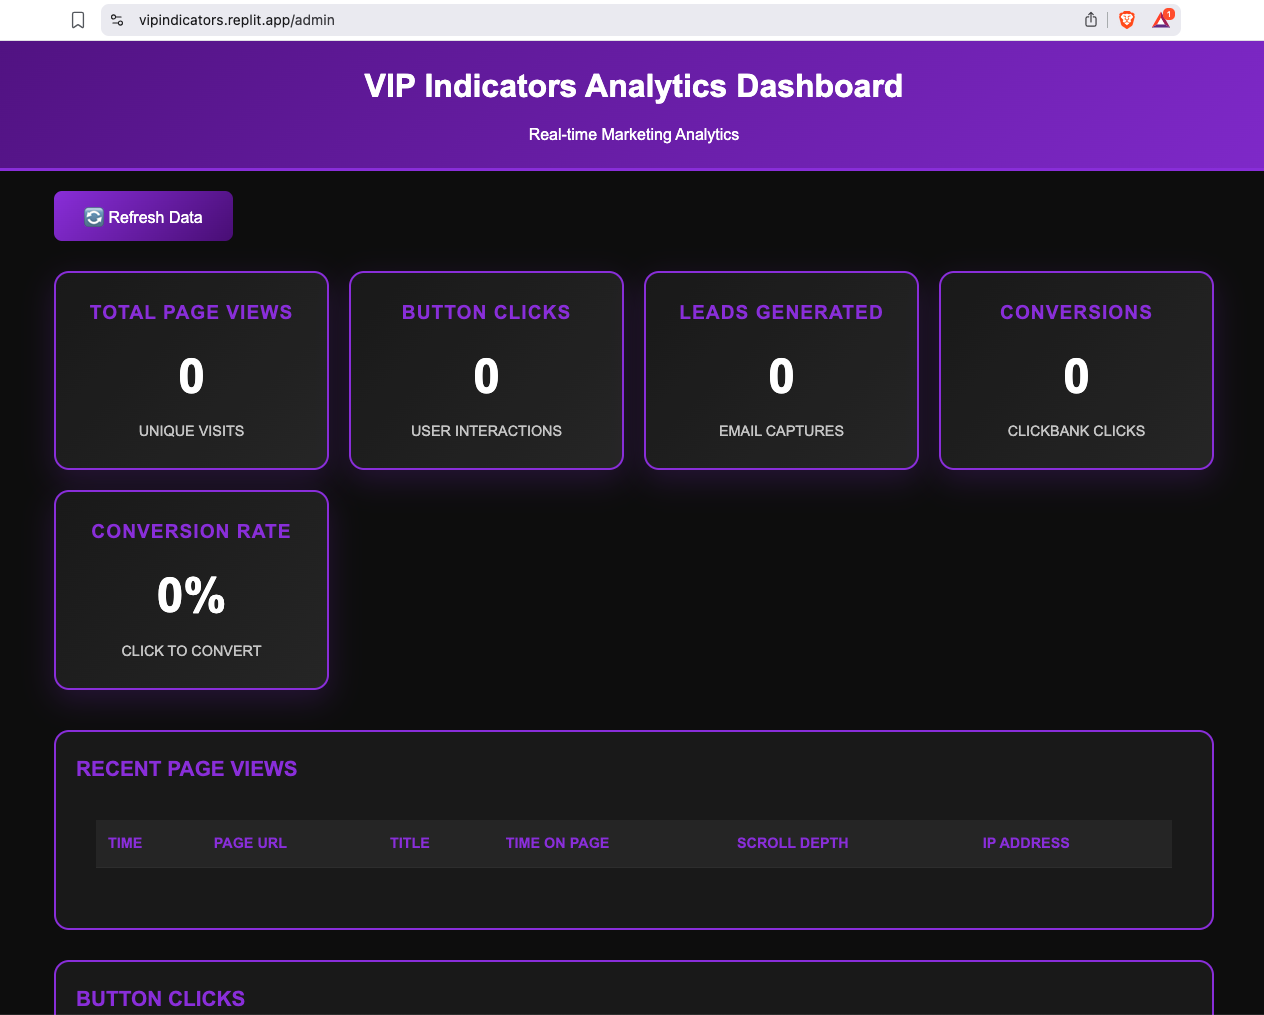 vipindicators.replit.app/admin
1
VIP Indicators Analytics Dashboard
Real-time Marketing Analytics
Refresh Data
TOTAL PAGE VIEWS
0
UNIQUE VISITS
BUTTON CLICKS
0
USER INTERACTIONS
LEADS GENERATED
0
EMAIL CAPTURES
CONVERSIONS
0
CLICKBANK CLICKS
CONVERSION RATE
0%
CLICK TO CONVERT
RECENT PAGE VIEWS
TIME PAGE URL TITLE TIME ON PAGE SCROLL DEPTH IP ADDRESS
BUTTON CLICKS